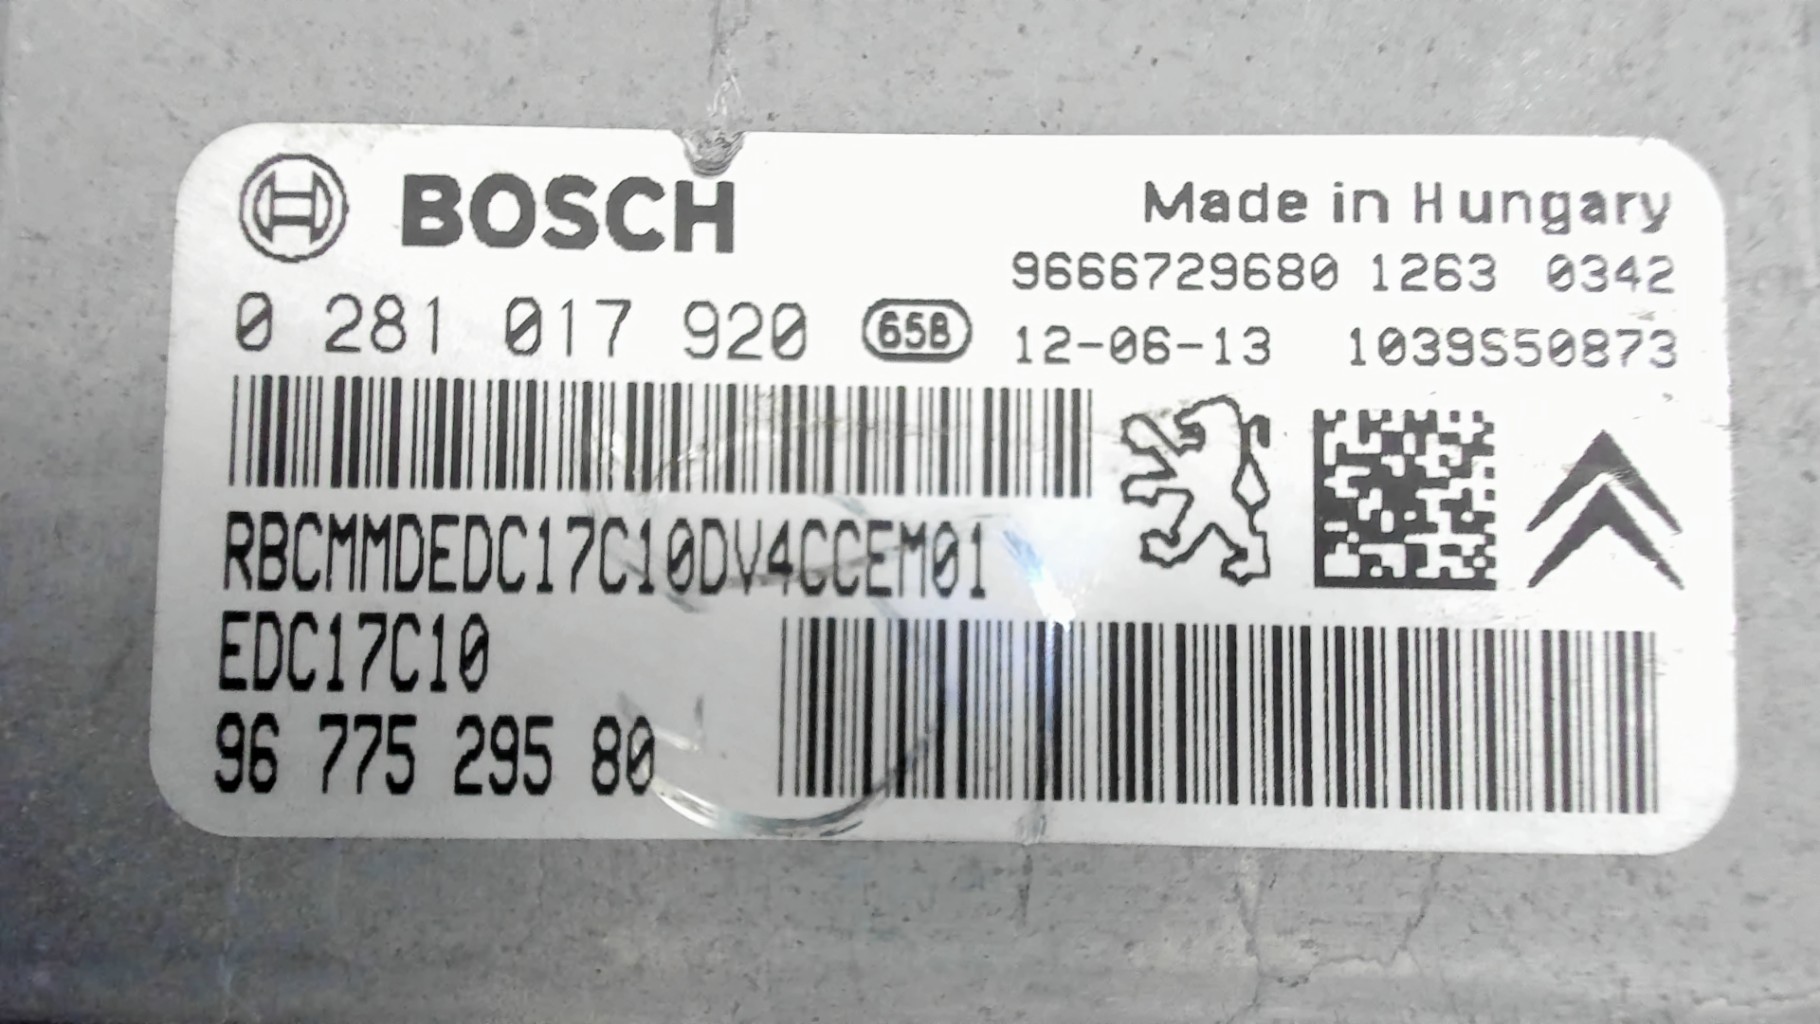 BOSCH
Made in Hungary
9666729680 1263 0342
0 281 017 920 65B 12-06-13 1039S50873
RBCMMDEDC17C10DV4CCEM01
EDC17C10
96 775 295 80